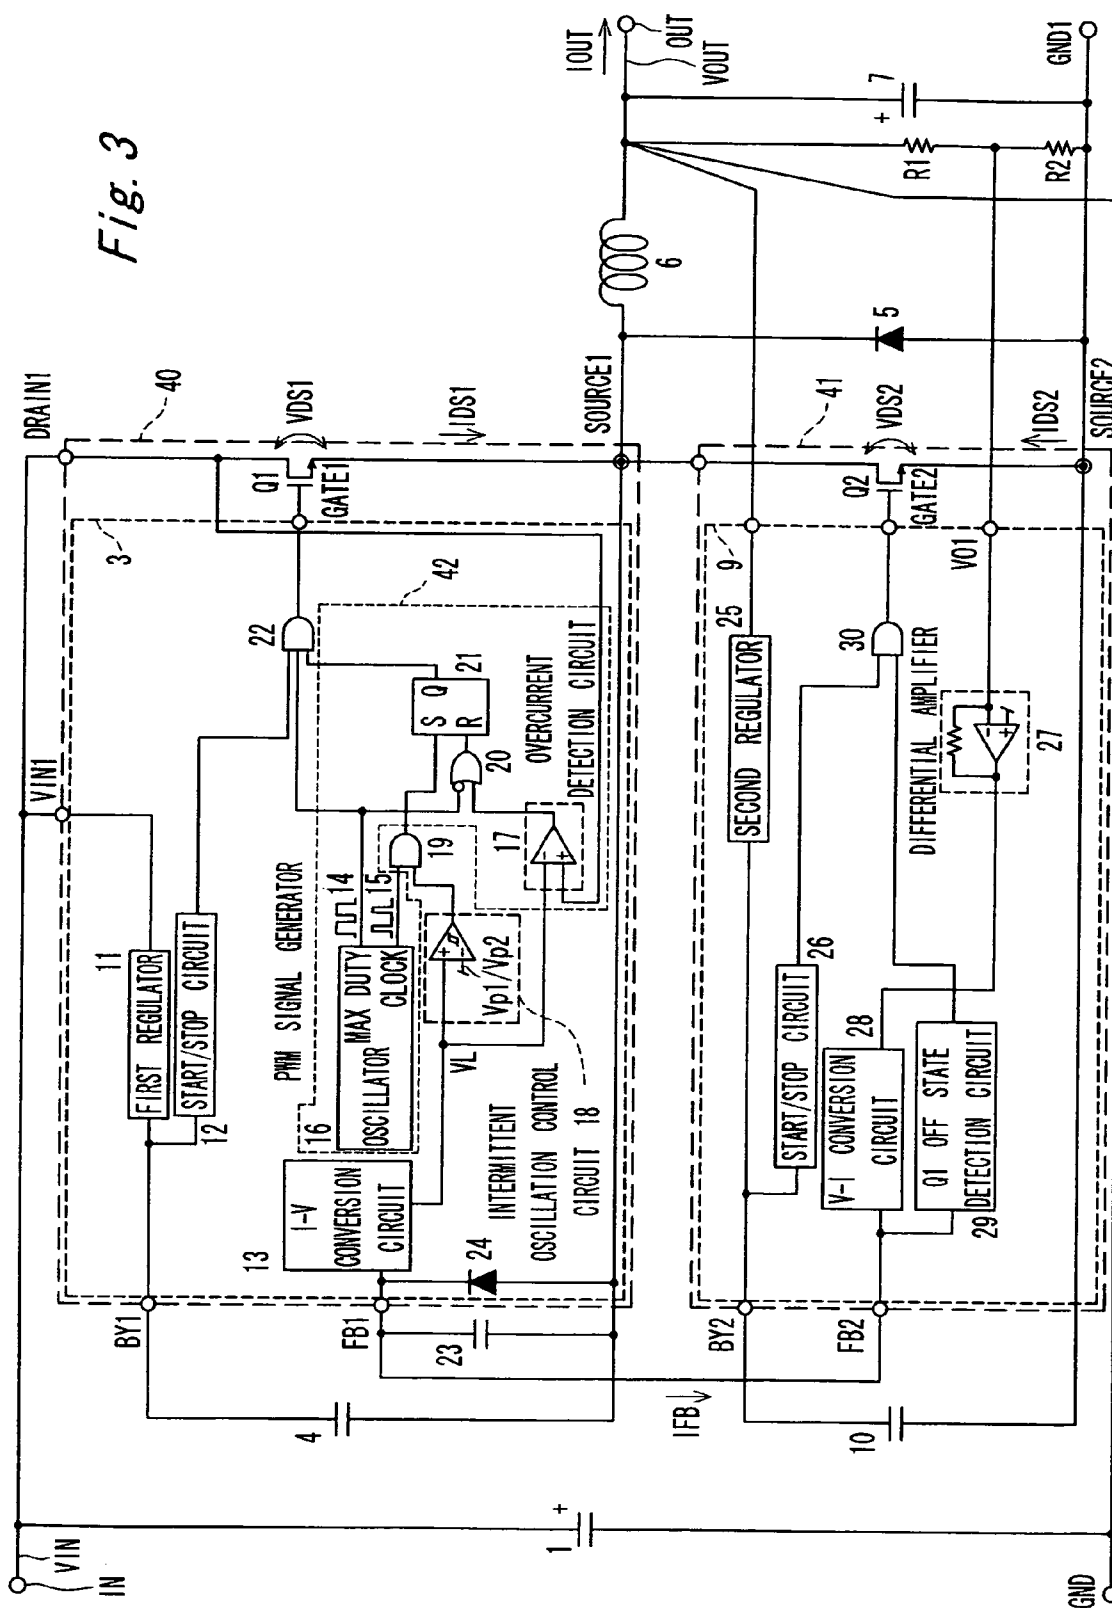 Fig. 3
IN
VIN
VIN1
DRAIN1
40
3
11
FIRST REGULATOR
START/STOP CIRCUIT
12
BY1
22
Q1
VDS1
GATE1
IDS1
42
PWM SIGNAL GENERATOR
16
MAX DUTY
OSCILLATOR
CLOCK
14
15
13
I-V
CONVERSION
CIRCUIT
19
S Q
R
21
20
OVERCURRENT
DETECTION CIRCUIT
17
-
+
+
-
Vp1/Vp2
VL
INTERMITTENT
OSCILLATION CONTROL
CIRCUIT 18
24
FB1
23
4
1
+
SOURCE1
6
IOUT
OUT
VOUT
7
+
5
R1
R2
GND1
41
9
25
SECOND REGULATOR
BY2
START/STOP CIRCUIT
26
30
Q2
VDS2
GATE2
IDS2
28
V-I CONVERSION
CIRCUIT
Q1 OFF STATE
DETECTION CIRCUIT
29
DIFFERENTIAL AMPLIFIER
27
-
+
VO1
FB2
IFB
10
SOURCE2
GND